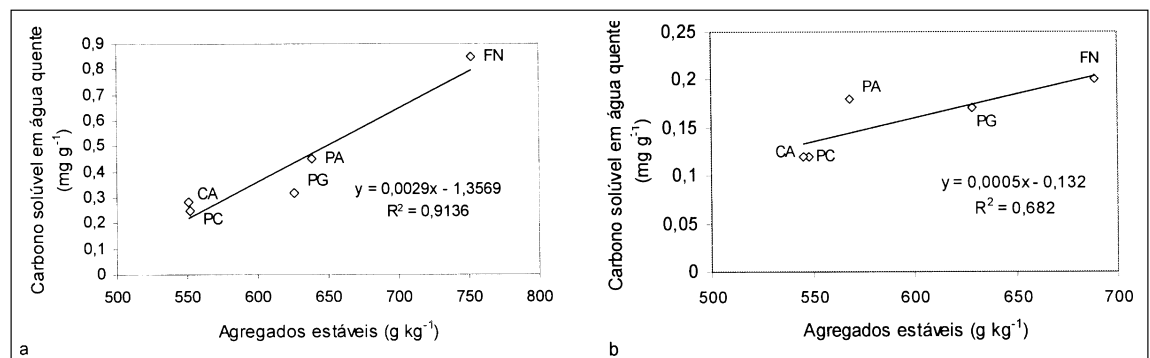 Carbono solúvel em água quente
(mg g⁻¹)
0,9
0,8
0,7
0,6
0,5
0,4
0,3
0,2
0,1
0
FN
PA
PG
CA
PC
y = 0,0029x - 1,3569
R² = 0,9136
500
550
600
650
700
750
800
Agregados estáveis (g kg⁻¹)
a
Carbono solúvel em água quente
(mg g⁻¹)
0,25
0,2
0,15
0,1
0,05
0
FN
PA
PG
CA
PC
y = 0,0005x - 0,132
R² = 0,682
500
550
600
650
700
Agregados estáveis (g kg⁻¹)
b